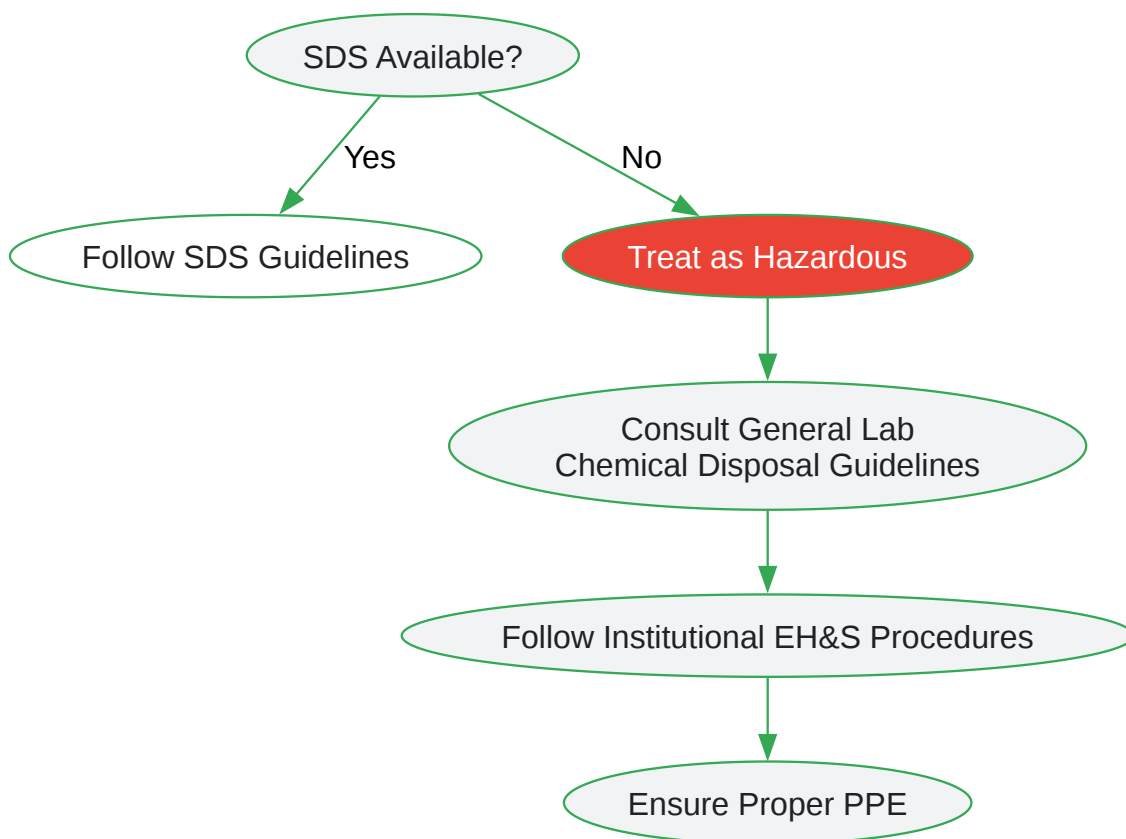 SDS Available?
Yes
No
Follow SDS Guidelines
Treat as Hazardous
Consult General Lab
Chemical Disposal Guidelines
Follow Institutional EH&S Procedures
Ensure Proper PPE